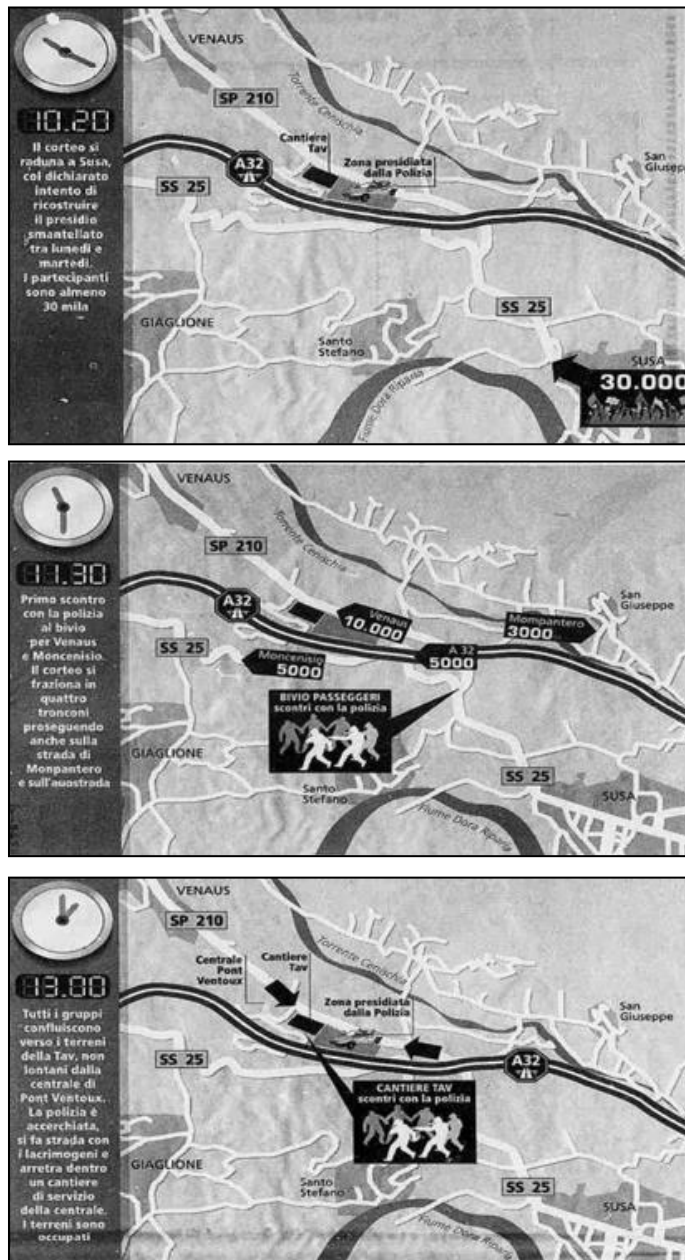 10.20
Il corteo si
raduna a Susa,
col dichiarato
intento di
ricostruire
il presidio
smantellato
tra lunedi e
martedi.
I partecipanti
sono almeno
30 mila
VENAUS
SP 210
Torrente Cenischia
Cantiere
Tav
Zona presidiata
dalla Polizia
A32
SS 25
San
Giuseppe
SS 25
GIAGLIONE
Santo
Stefano
Fiume Dora Riparia
SUSA
30.000
11.30
Primo scontro
con la polizia
al bivio
per Venaus
e Moncenisio.
Il corteo si
fraziona in
quattro
tronconi
proseguendo
anche sulla
strada di
Monpantero
e sull'auostrada
VENAUS
SP 210
Torrente Cenischia
A32
Venaus
10.000
Mompantero
3000
San
Giuseppe
SS 25
Moncenisio
5000
A 32
5000
BIVIO PASSEGGERI
scontri con la polizia
GIAGLIONE
Santo
Stefano
SS 25
Fiume Dora Riparia
SUSA
13.00
Tutti i gruppi
confluiscono
verso i terreni
della Tav, non
lontani dalla
centrale di
Pont Ventoux.
La polizia è
accerchiata,
si fa strada con
i lacrimogeni e
arretra dentro
un cantiere
di servizio
della centrale.
I terreni sono
occupati
VENAUS
SP 210
Centrale
Pont
Ventoux
Cantiere
Tav
Torrente Cenischia
Zona presidiata
dalla Polizia
San
Giuseppe
SS 25
A32
CANTIERE TAV
scontri con la polizia
GIAGLIONE
Santo
Stefano
SS 25
Fiume Dora Riparia
SUSA